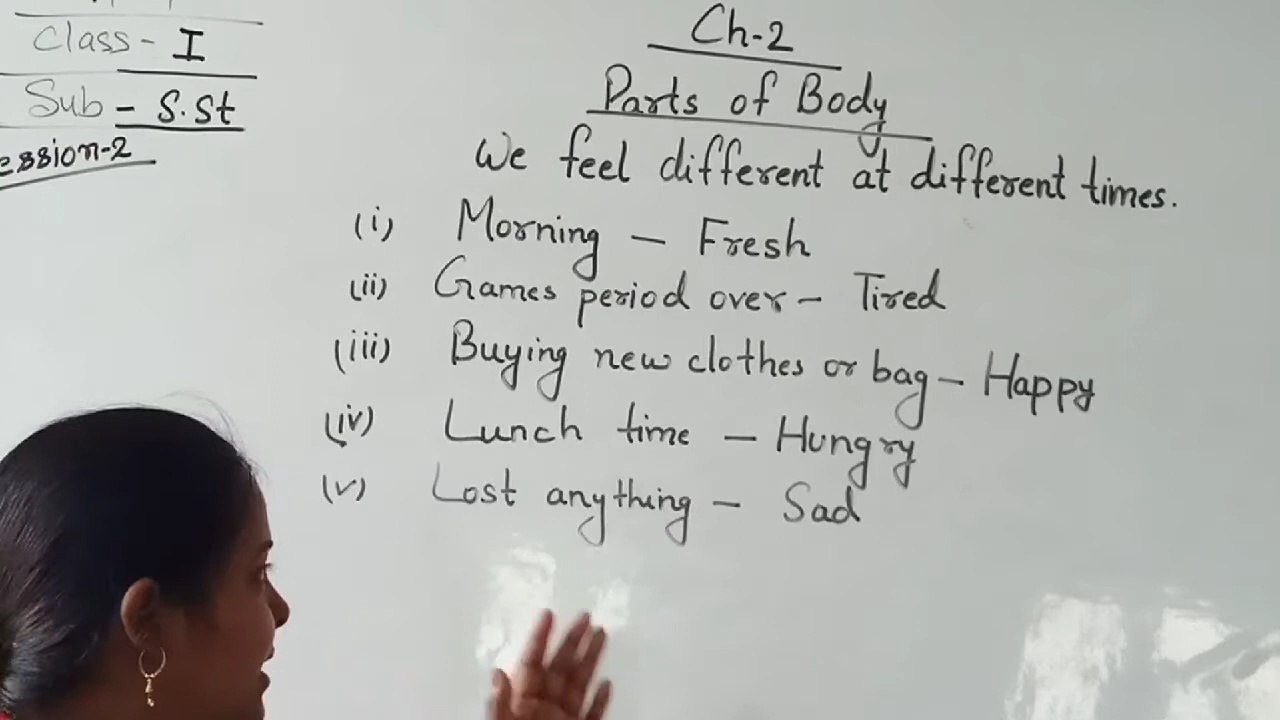 Class - I
Sub - S.St
ession-2
Ch-2
Parts of Body
We feel different at different times.
(i) Morning - Fresh
(ii) Games period over - Tired
(iii) Buying new clothes or bag - Happy
(iv) Lunch time - Hungry
(v) Lost anything - Sad